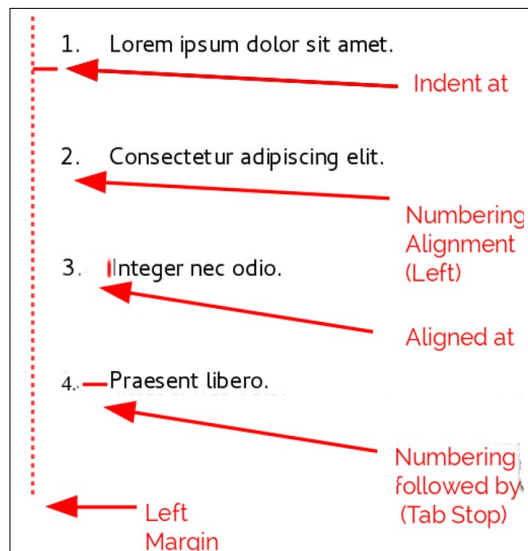 1. Lorem ipsum dolor sit amet.
Indent at
2. Consectetur adipiscing elit.
Numbering
Alignment
(Left)
3. Integer nec odio.
Aligned at
4. Praesent libero.
Numbering
followed by
(Tab Stop)
Left
Margin